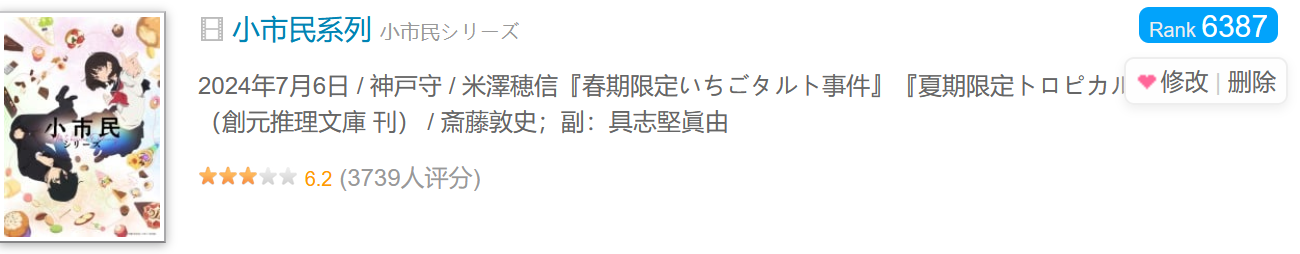 小市民系列 小市民シリーズ
Rank 6387
2024年7月6日 / 神戸守 / 米澤穂信『春期限定いちごタルト事件』『夏期限定トロピカル
修改 | 删除
（創元推理文庫 刊） / 斎藤敦史；副：具志堅眞由
6.2 (3739人评分)
小市民
シリーズ